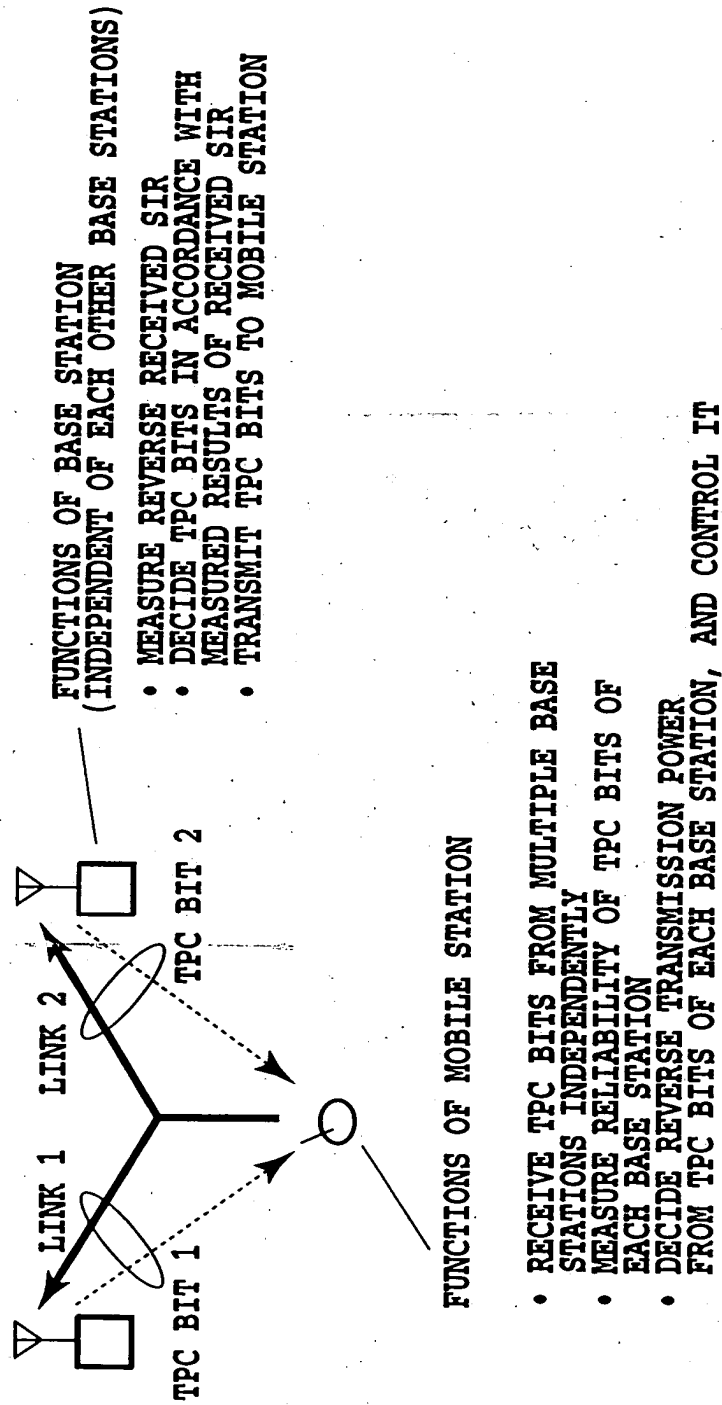 LINK 1
LINK 2
TPC BIT 1
TPC BIT 2
FUNCTIONS OF BASE STATION
(INDEPENDENT OF EACH OTHER BASE STATIONS)
• MEASURE REVERSE RECEIVED SIR
• DECIDE TPC BITS IN ACCORDANCE WITH
MEASURED RESULTS OF RECEIVED SIR
• TRANSMIT TPC BITS TO MOBILE STATION
FUNCTIONS OF MOBILE STATION
• RECEIVE TPC BITS FROM MULTIPLE BASE
STATIONS INDEPENDENTLY
• MEASURE RELIABILITY OF TPC BITS OF
EACH BASE STATION
• DECIDE REVERSE TRANSMISSION POWER
FROM TPC BITS OF EACH BASE STATION, AND CONTROL IT